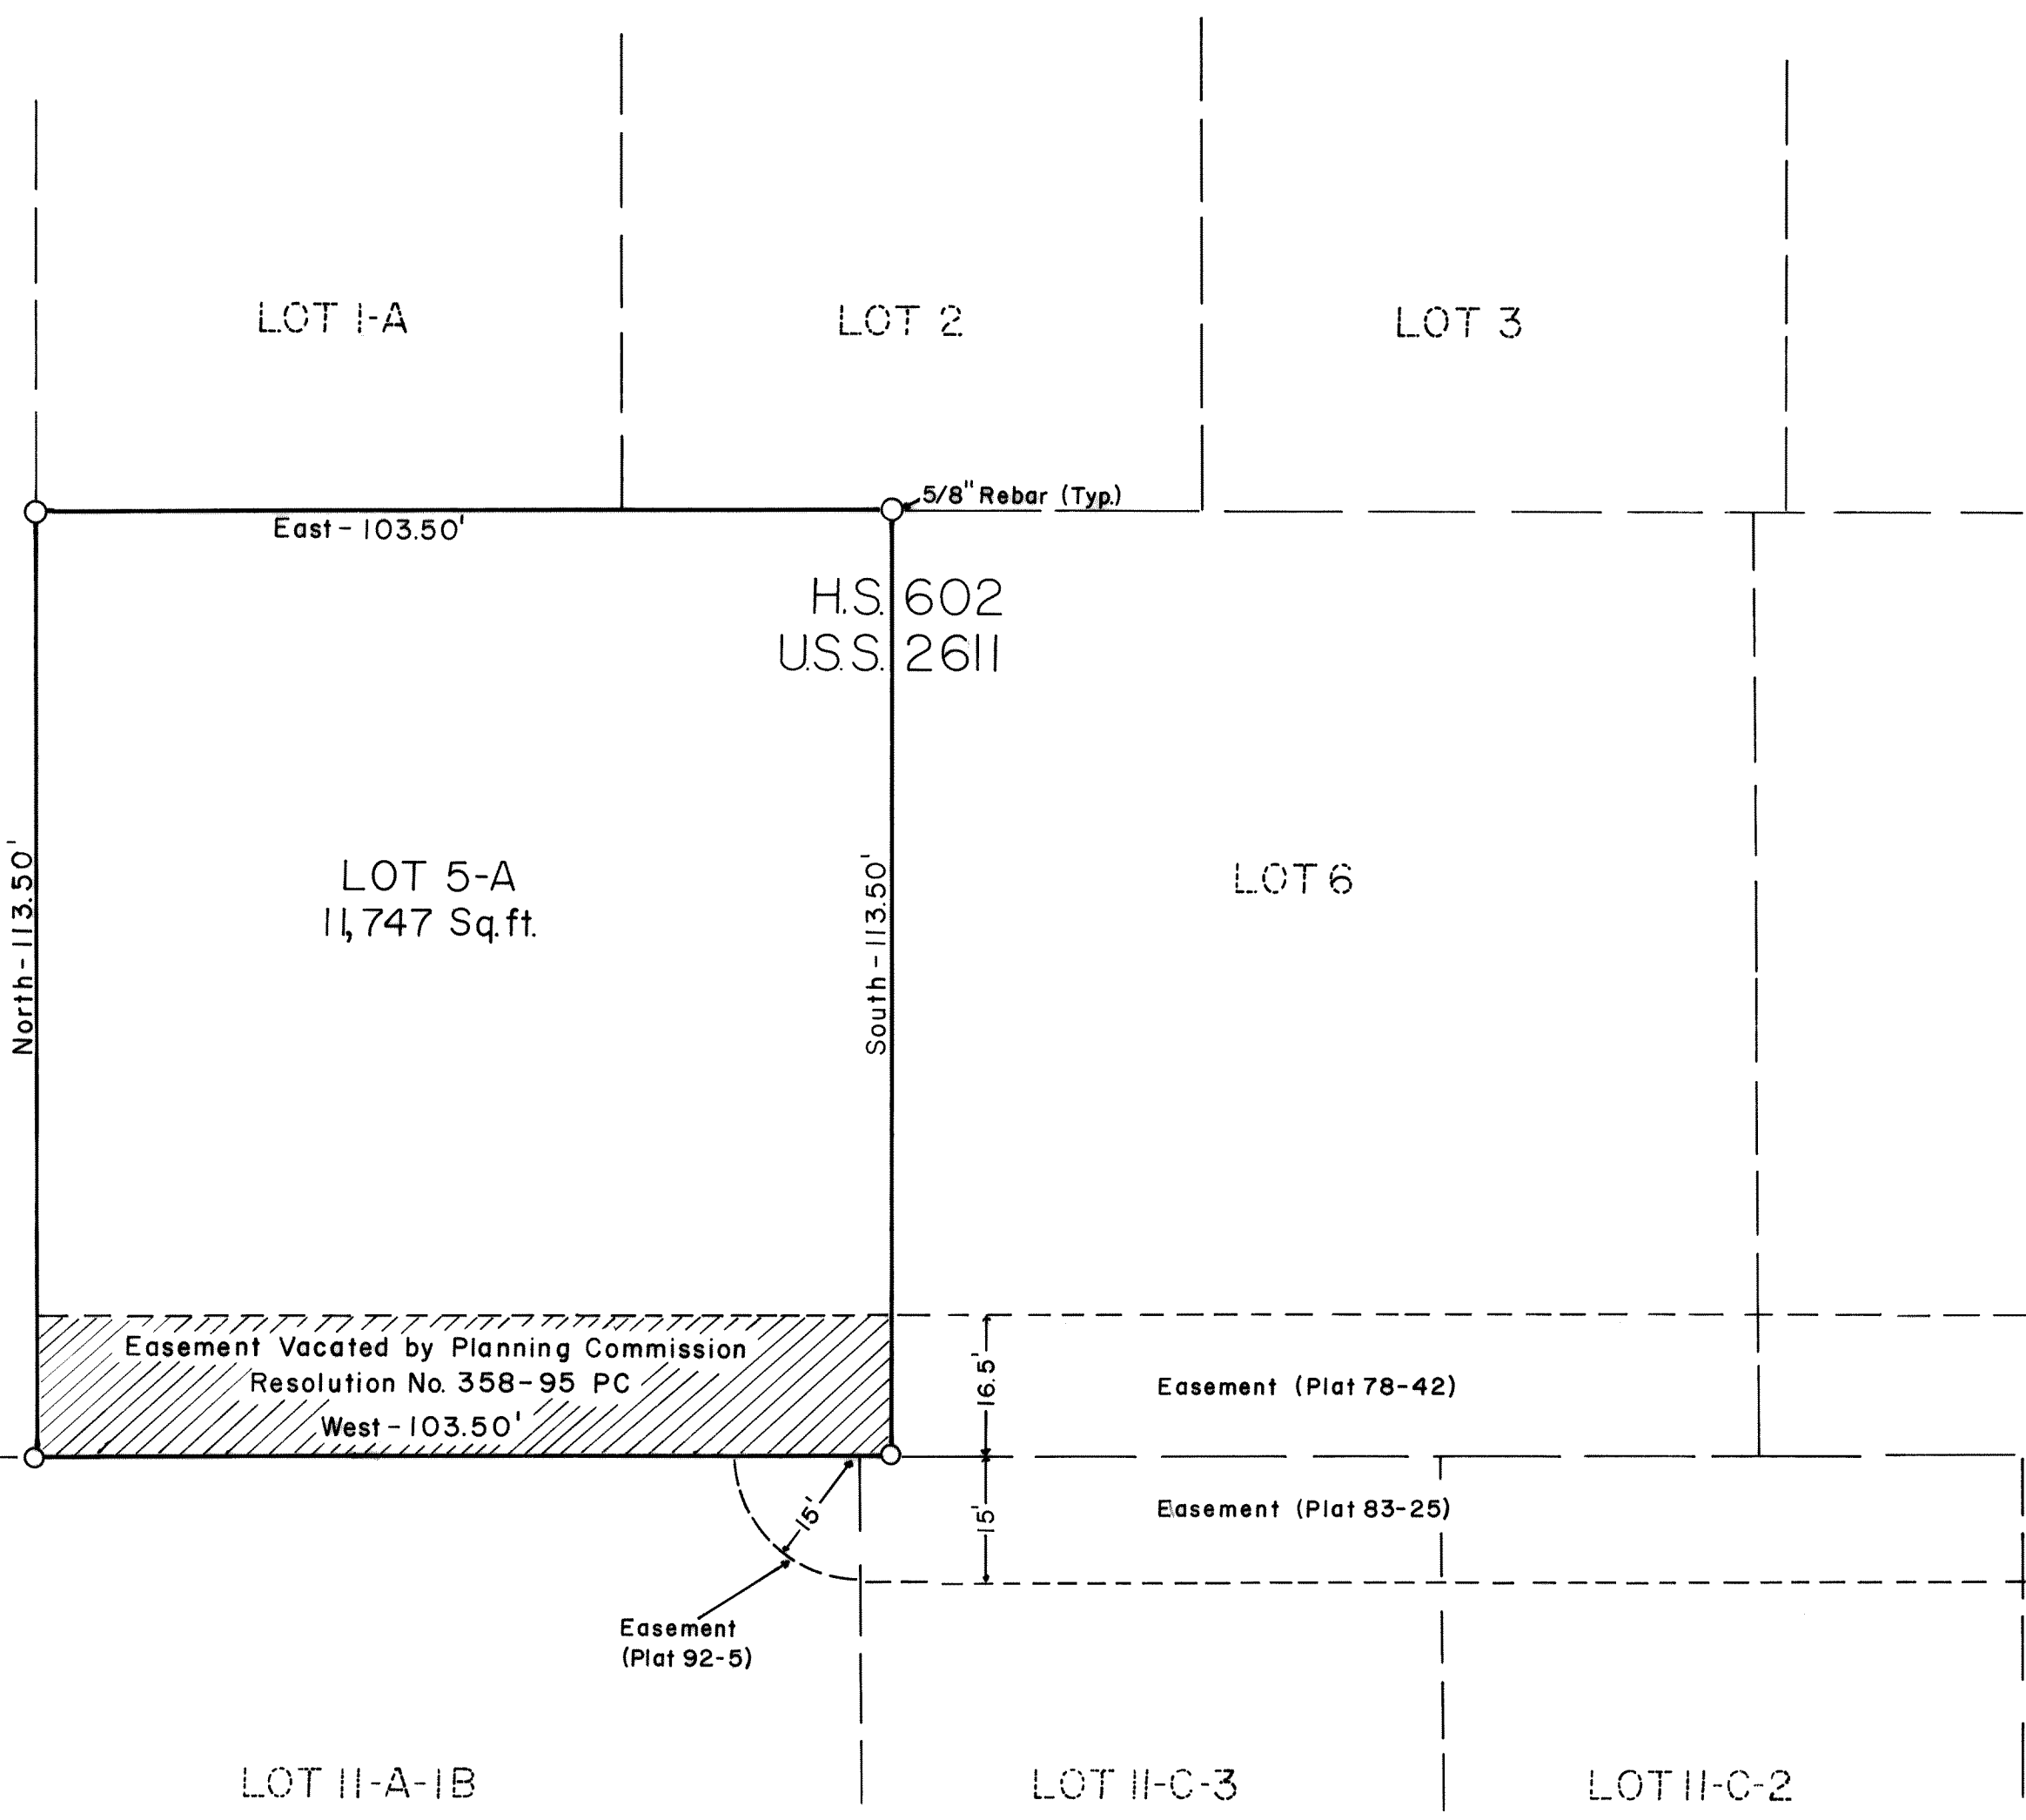 LOT 1-A
LOT 2
LOT 3
5/8" Rebar (Typ.)
East - 103.50'
H.S. 602
U.S.S. 2611
North - 113.50'
LOT 5-A
11,747 Sq. ft.
South - 113.50'
LOT 6
Easement Vacated by Planning Commission
Resolution No. 358-95 PC
West - 103.50'
16.5'
Easement (Plat 78-42)
15'
15'
Easement (Plat 83-25)
Easement
(Plat 92-5)
LOT 11-A-1B
LOT 11-C-3
LOT 11-C-2